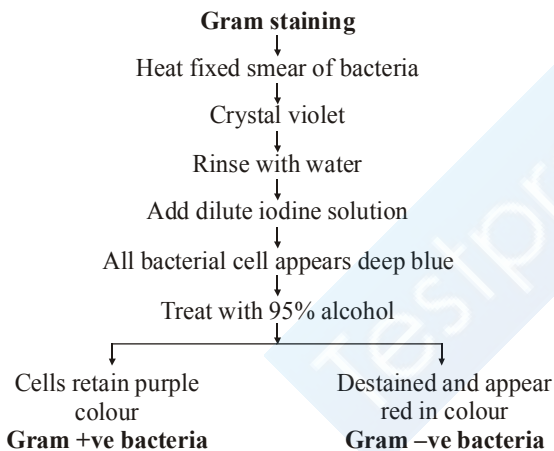 Gram staining
Heat fixed smear of bacteria
Crystal violet
Rinse with water
Add dilute iodine solution
All bacterial cell appears deep blue
Treat with 95% alcohol
Cells retain purple
colour
Gram +ve bacteria
Destained and appear
red in colour
Gram –ve bacteria
Testpr